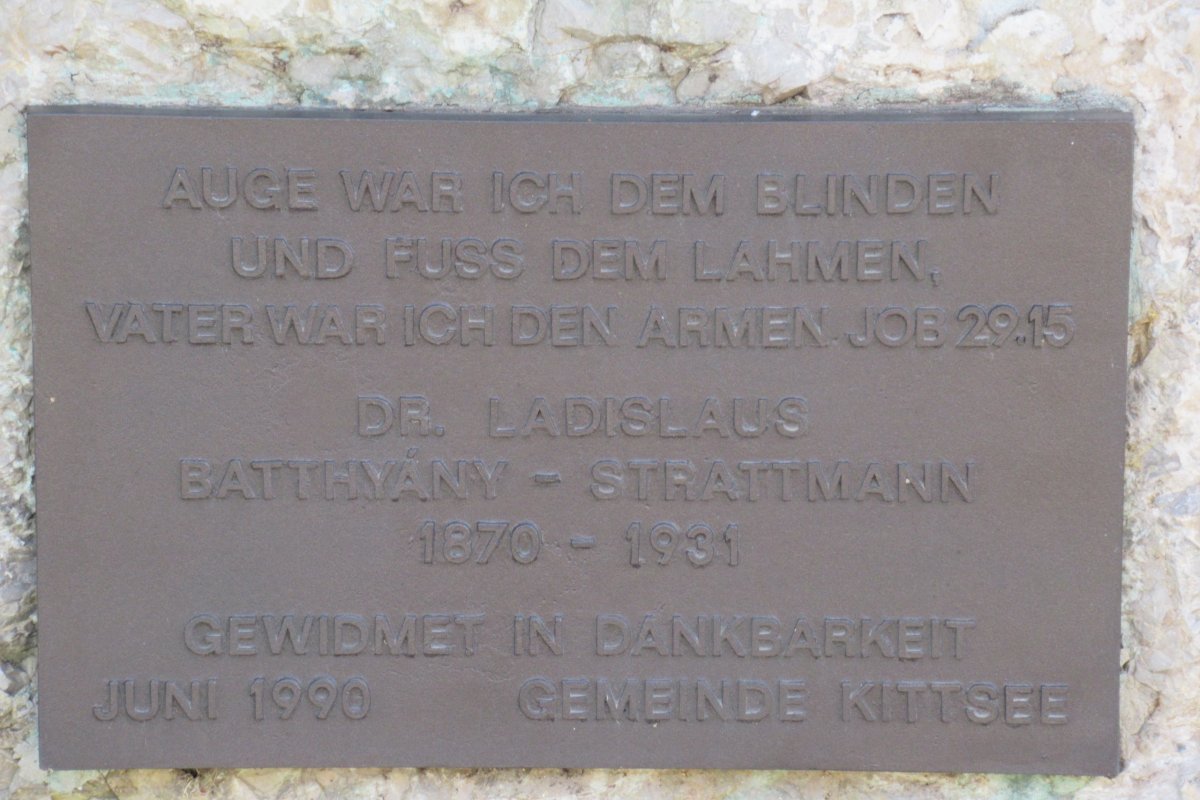 AUGE WAR ICH DEM BLINDEN
UND FUSS DEM LAHMEN,
VATER WAR ICH DEN ARMEN. JOB 29.15
DR. LADISLAUS
BATTHYÁNY - STRATTMANN
1870 - 1931
GEWIDMET IN DANKBARKEIT
JUNI 1990 GEMEINDE KITTSEE